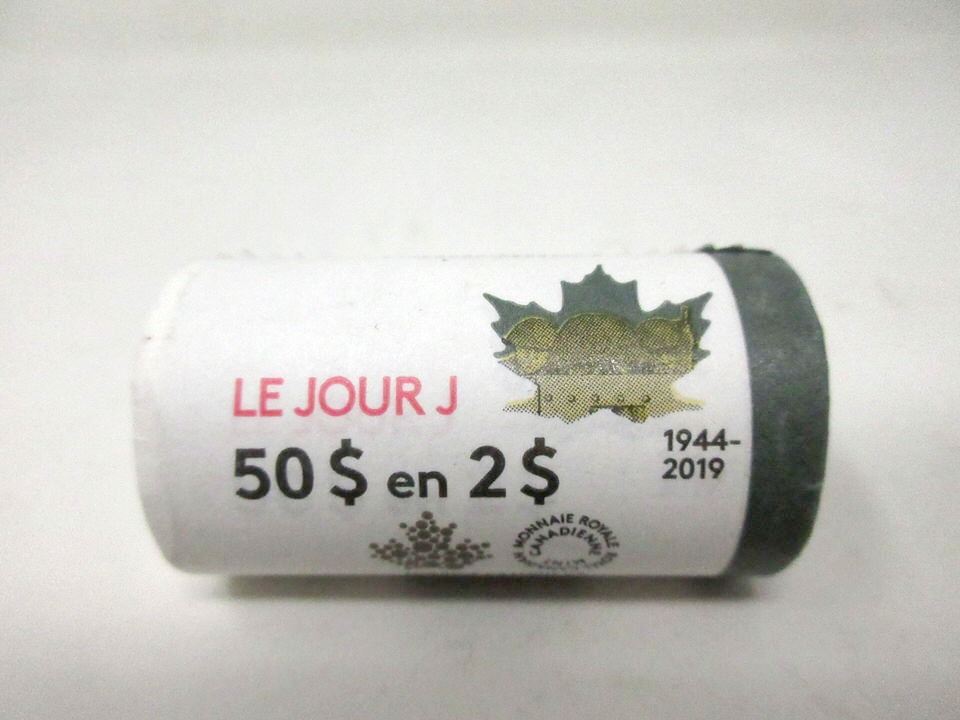 LE JOUR J
50 $ en 2 $
1944-
2019
MONNAIE ROYALE
CANADIENNE